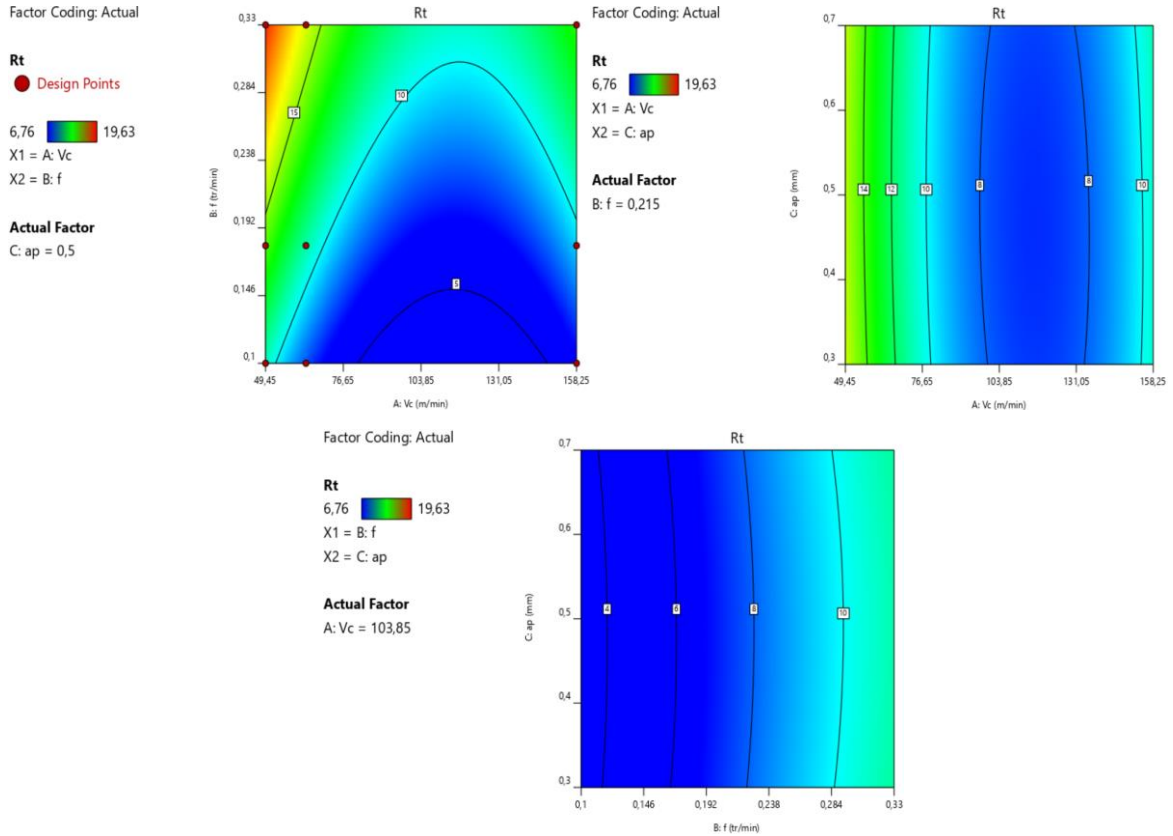 Factor Coding: Actual
Rt
Design Points
6,76 19,63
X1 = A: Vc
X2 = B: f
Actual Factor
C: ap = 0,5
Rt
0,33
0,284
0,238
0,192
0,146
0,1
B: f (tr/min)
15
10
5
49,45 76,65 103,85 131,05 158,25
A: Vc (m/min)
Factor Coding: Actual
Rt
6,76 19,63
X1 = A: Vc
X2 = C: ap
Actual Factor
B: f = 0,215
Rt
0,7
0,6
0,5
0,4
0,3
C: ap (mm)
14 12 10 8 8 10
49,45 76,65 103,85 131,05 158,25
A: Vc (m/min)
Factor Coding: Actual
Rt
6,76 19,63
X1 = B: f
X2 = C: ap
Actual Factor
A: Vc = 103,85
Rt
0,7
0,6
0,5
0,4
0,3
C: ap (mm)
4 6 8 10
0,1 0,146 0,192 0,238 0,284 0,33
B: f (tr/min)